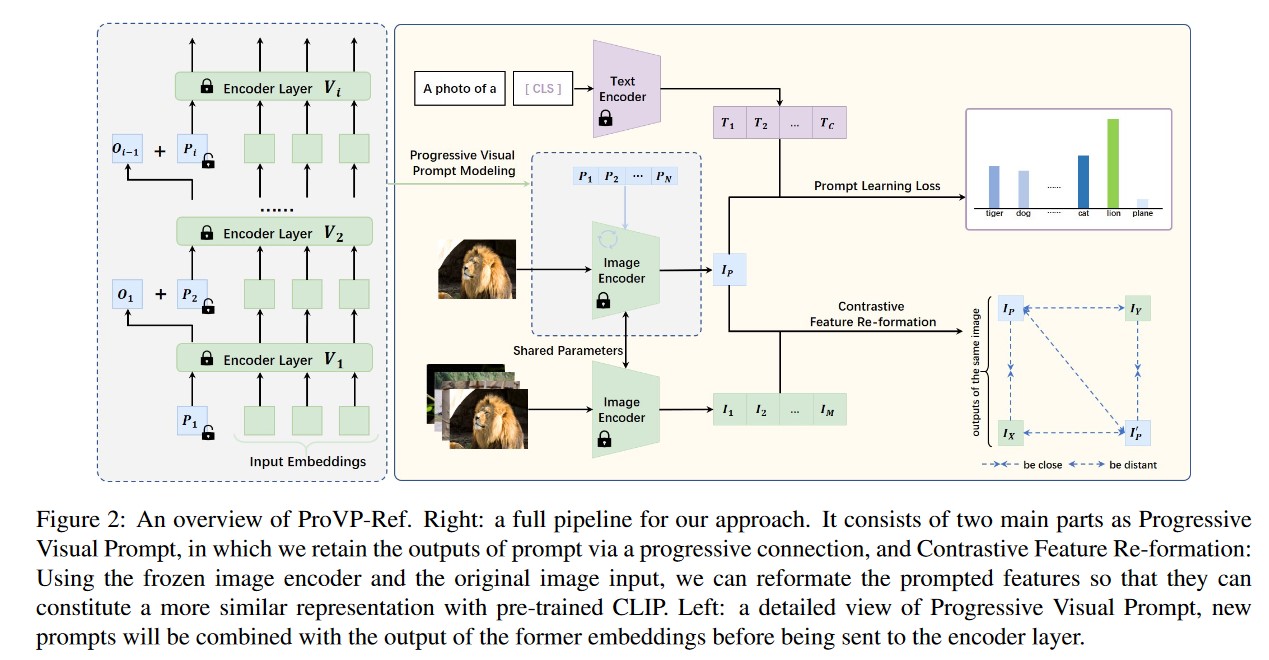 Encoder Layer V_i
O_{i-1} + P_i
......
Encoder Layer V_2
O_1 + P_2
Encoder Layer V_1
P_1
Input Embeddings
A photo of a
[ CLS ]
Text
Encoder
T_1 T_2 ... T_C
Progressive Visual
Prompt Modeling
P_1 P_2 ... P_N
Image
Encoder
I_P
Shared Parameters
Image
Encoder
I_1 I_2 ... I_M
Prompt Learning Loss
......
tiger dog ...... cat lion plane
Contrastive
Feature Re-formation
outputs of the same image
I_P I_Y
I_X I'_P
be close be distant
Figure 2: An overview of ProVP-Ref. Right: a full pipeline for our approach. It consists of two main parts as Progressive
Visual Prompt, in which we retain the outputs of prompt via a progressive connection, and Contrastive Feature Re-formation:
Using the frozen image encoder and the original image input, we can reformate the prompted features so that they can
constitute a more similar representation with pre-trained CLIP. Left: a detailed view of Progressive Visual Prompt, new
prompts will be combined with the output of the former embeddings before being sent to the encoder layer.